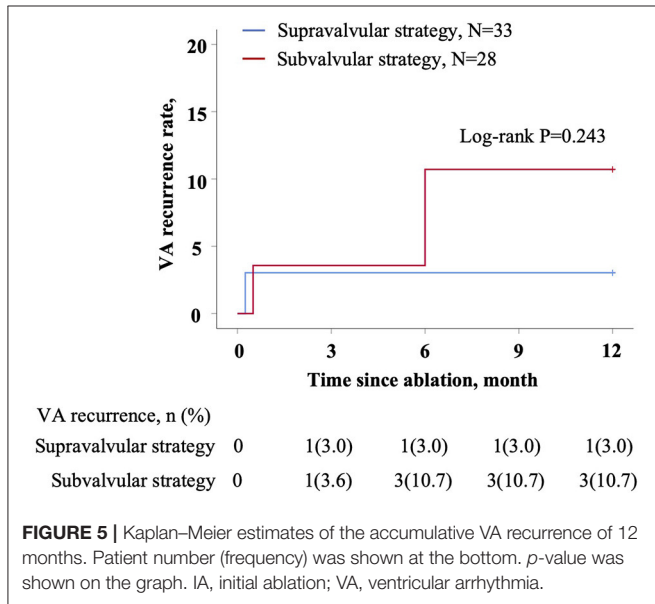 Supravalvular strategy, N=33
Subvalvular strategy, N=28
Log-rank P=0.243
VA recurrence rate,
20
15
10
5
0
0 3 6 9 12
Time since ablation, month
VA recurrence, n (%)
Supravalvular strategy 0 1(3.0) 1(3.0) 1(3.0) 1(3.0)
Subvalvular strategy 0 1(3.6) 3(10.7) 3(10.7) 3(10.7)
FIGURE 5 | Kaplan–Meier estimates of the accumulative VA recurrence of 12
months. Patient number (frequency) was shown at the bottom. p-value was
shown on the graph. IA, initial ablation; VA, ventricular arrhythmia.